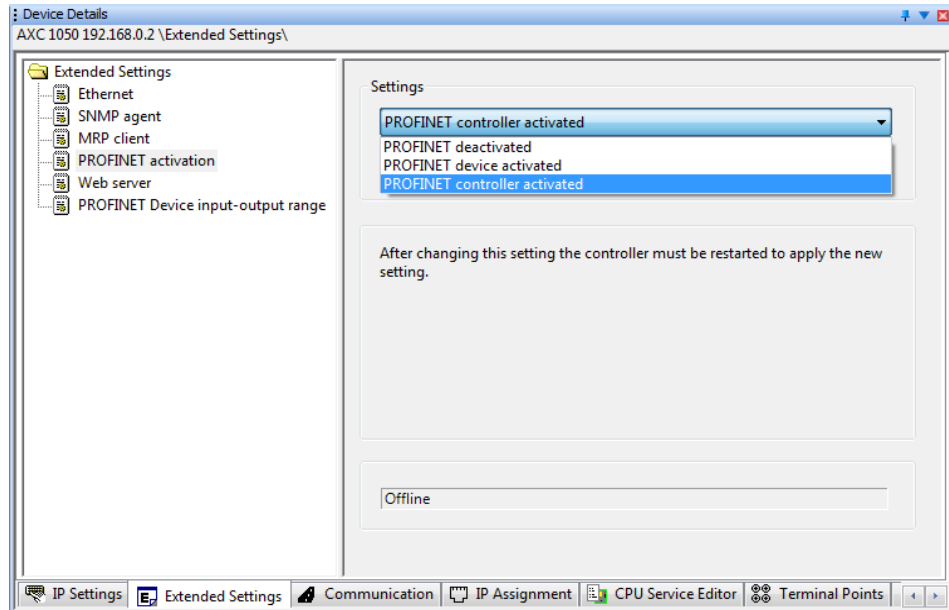 Device Details
AXC 1050 192.168.0.2 \Extended Settings\
Extended Settings
Ethernet
SNMP agent
MRP client
PROFINET activation
Web server
PROFINET Device input-output range
Settings
PROFINET controller activated
PROFINET deactivated
PROFINET device activated
PROFINET controller activated
After changing this setting the controller must be restarted to apply the new
setting.
Offline
IP Settings
Extended Settings
Communication
IP Assignment
CPU Service Editor
Terminal Points